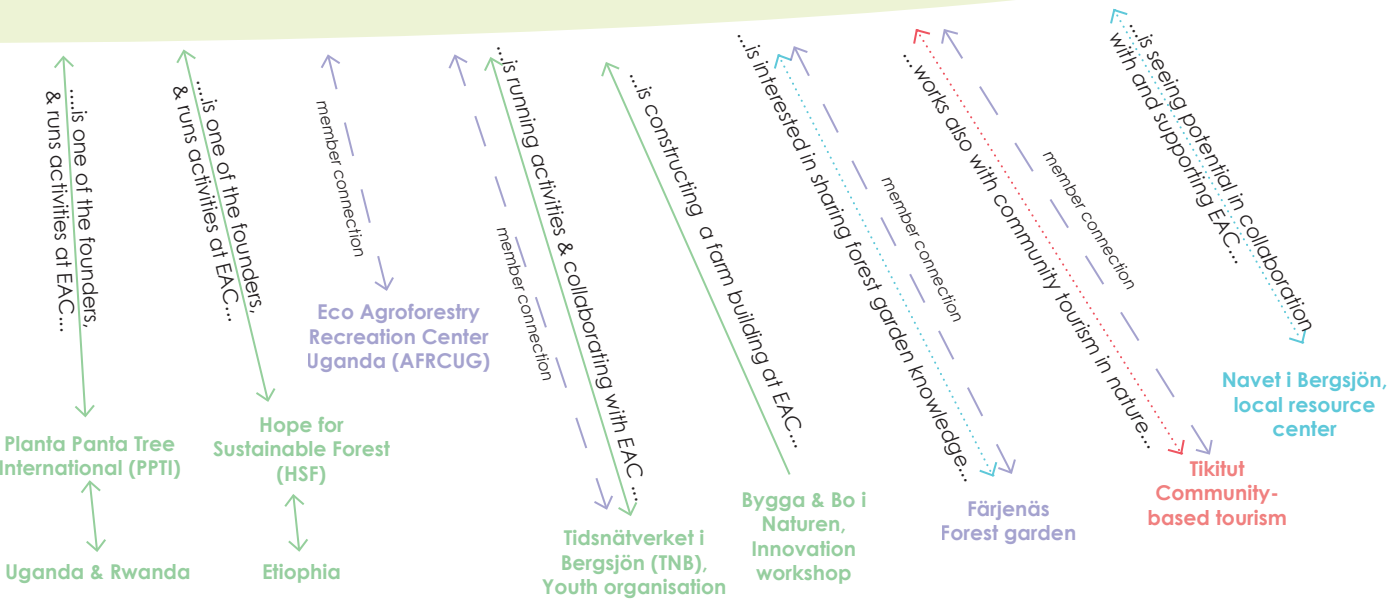 ....is one of the founders,
& runs activities at EAC...
....is one of the founders,
& runs activities at EAC...
member connection
Eco Agroforestry
Recreation Center
Uganda (AFRCUG)
...is running activities & collaborating with EAC ...
member connection
...is constructing a farm building at EAC...
...is interested in sharing forest garden knowledge...
member connection
... works also with community tourism in nature...
member connection
...is seeing potential in collaboration
with and supporting EAC...
Planta Panta Tree
International (PPTI)
Uganda & Rwanda
Hope for
Sustainable Forest
(HSF)
Etiophia
Tidsnätverket i
Bergsjön (TNB),
Youth organisation
Bygga & Bo i
Naturen,
Innovation
workshop
Färjenäs
Forest garden
Tikitut
Community-
based tourism
Navet i Bergsjön,
local resource
center